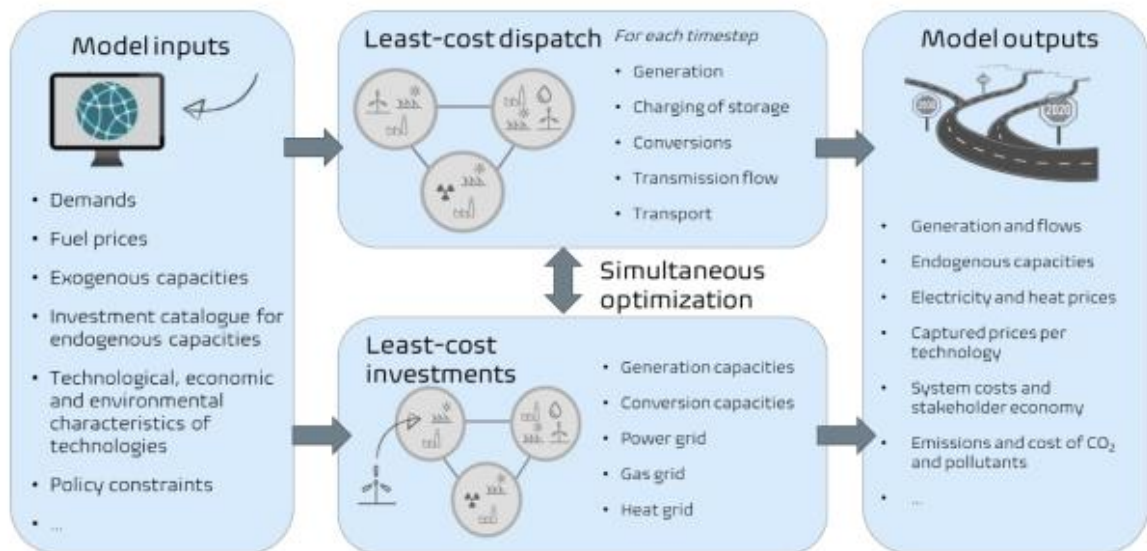 Model inputs
• Demands
• Fuel prices
• Exogenous capacities
• Investment catalogue for
endogenous capacities
• Technological, economic
and environmental
characteristics of
technologies
• Policy constraints
• ...
Least-cost dispatch
For each timestep
• Generation
• Charging of storage
• Conversions
• Transmission flow
• Transport
Simultaneous
optimization
Least-cost
investments
• Generation capacities
• Conversion capacities
• Power grid
• Gas grid
• Heat grid
Model outputs
2020
• Generation and flows
• Endogenous capacities
• Electricity and heat prices
• Captured prices per
technology
• System costs and
stakeholder economy
• Emissions and cost of CO₂
and pollutants
• ...